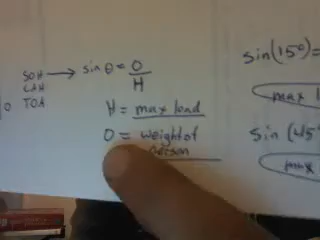 SOH → sin θ = O/H
CAH
TOA
H = max load
O = weight of
person
sin(15°)=
max
sin(45°
max